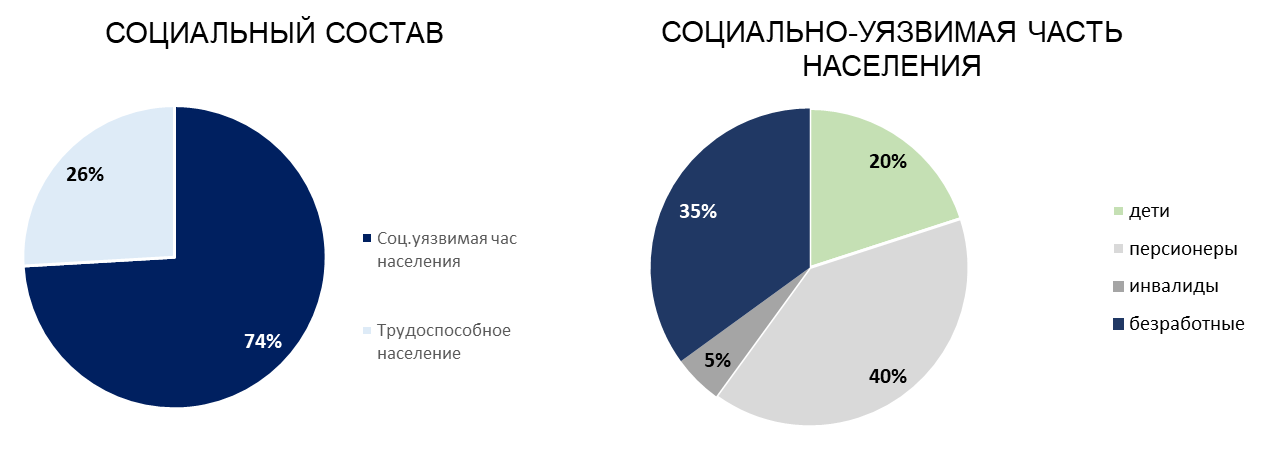 СОЦИАЛЬНЫЙ СОСТАВ
26%
74%
Соц.уязвимая час
населения
Трудоспособное
население
СОЦИАЛЬНО-УЯЗВИМАЯ ЧАСТЬ
НАСЕЛЕНИЯ
20%
35%
5%
40%
дети
персионеры
инвалиды
безработные